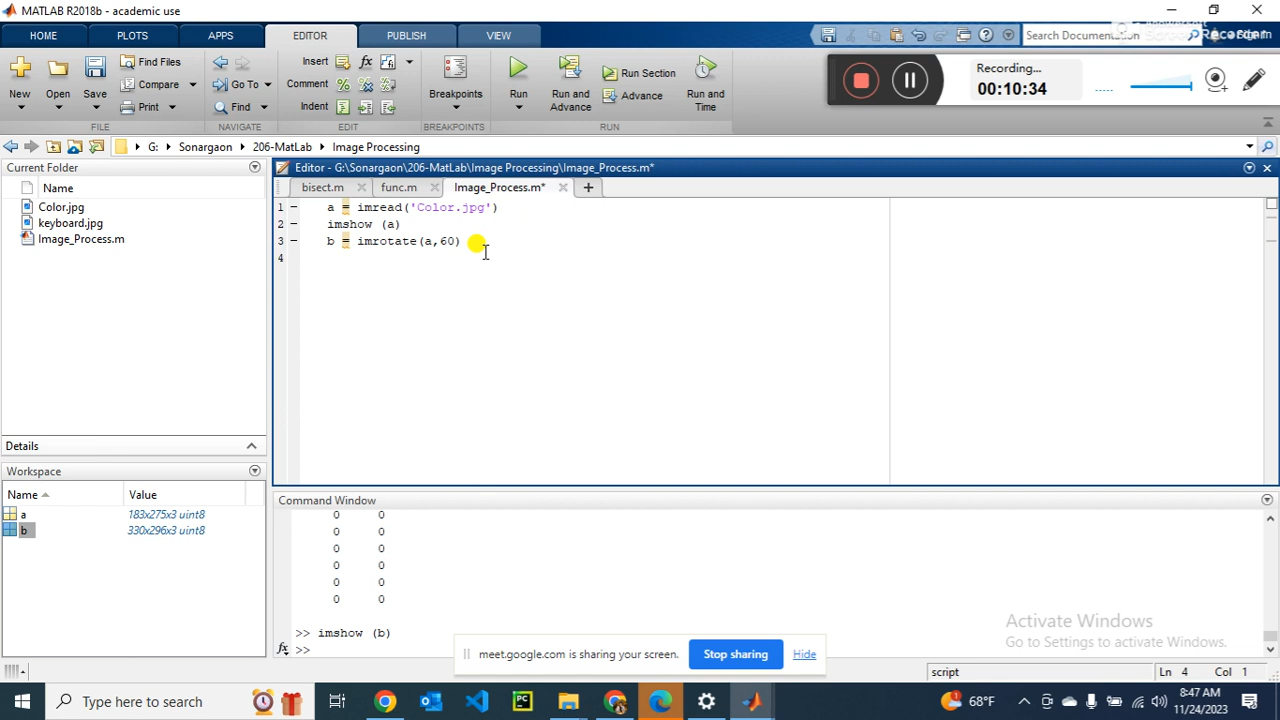 MATLAB R2018b - academic use
HOME PLOTS APPS EDITOR PUBLISH VIEW
Search Documentation
Screen Recorder
New Open Save Find Files Compare Print
FILE
Go To Find
NAVIGATE
Insert Comment Indent
EDIT
Breakpoints
BREAKPOINTS
Run Run and Advance Run Section Advance Run and Time
RUN
Recording...
00:10:34
G: Sonargaon 206-MatLab Image Processing
Current Folder
Name
Color.jpg
keyboard.jpg
Image_Process.m
Details
Workspace
Name Value
a 183x275x3 uint8
b 330x296x3 uint8
Editor - G:\Sonargaon\206-MatLab\Image Processing\Image_Process.m*
bisect.m func.m Image_Process.m*
1 a = imread('Color.jpg')
2 imshow (a)
3 b = imrotate(a,60)
4
Command Window
0 0
0 0
0 0
0 0
0 0
0 0
>> imshow (b)
fx >>
Activate Windows
Go to Settings to activate Windows.
meet.google.com is sharing your screen. Stop sharing Hide
script Ln 4 Col 1
Type here to search
68°F
8:47 AM
11/24/2023